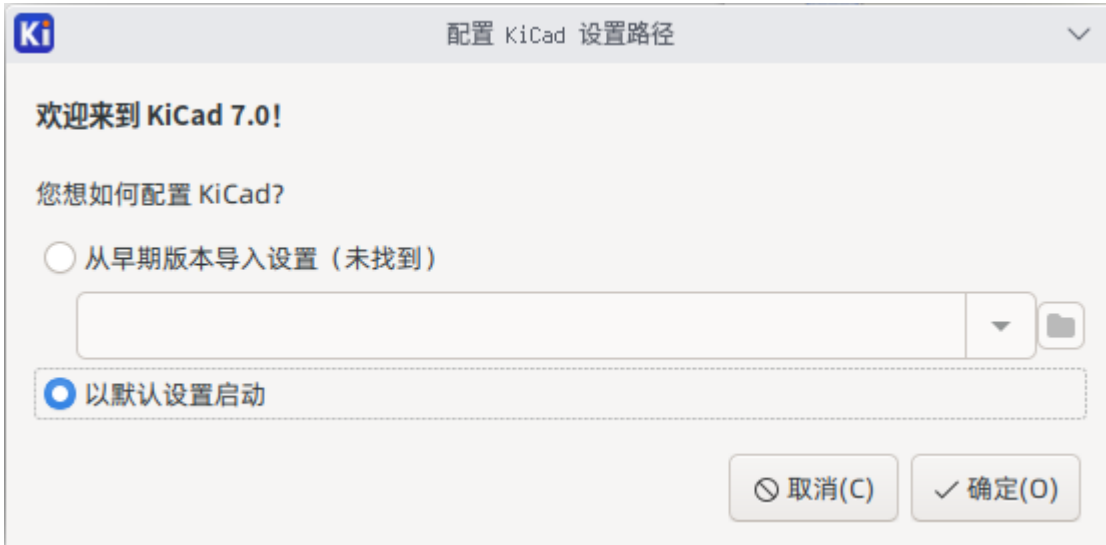 Ki
配置 KiCad 设置路径
欢迎来到 KiCad 7.0!
您想如何配置 KiCad?
从早期版本导入设置（未找到）
以默认设置启动
取消(C)
确定(O)